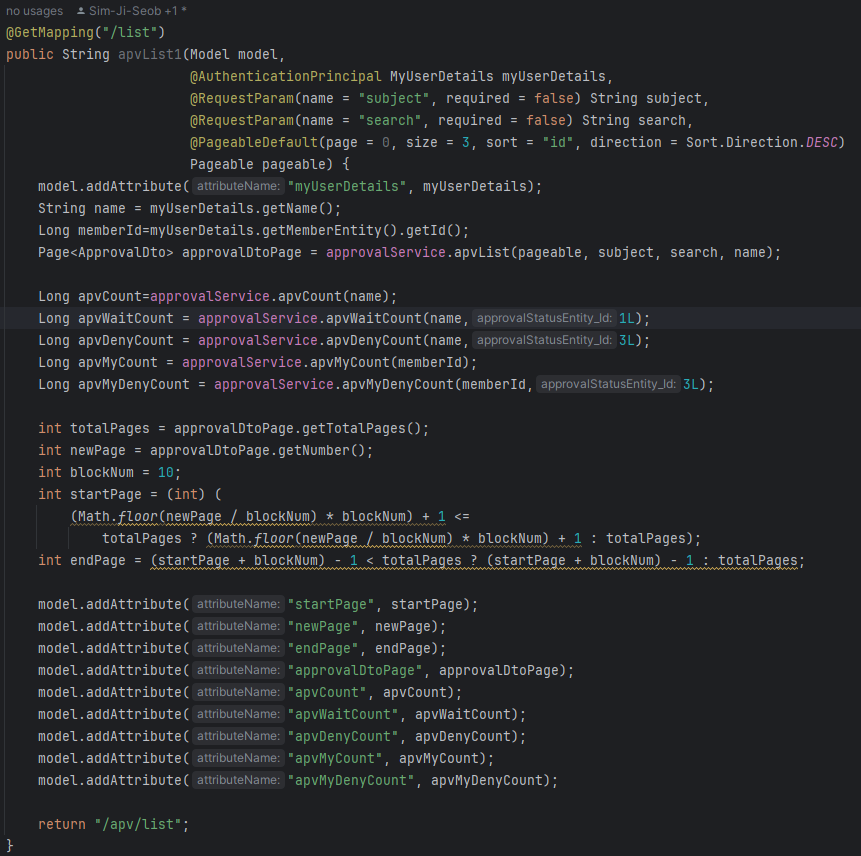 no usages   Sim-Ji-Seob +1 *
@GetMapping("/list")
public String apvList1(Model model,
                       @AuthenticationPrincipal MyUserDetails myUserDetails,
                       @RequestParam(name = "subject", required = false) String subject,
                       @RequestParam(name = "search", required = false) String search,
                       @PageableDefault(page = 0, size = 3, sort = "id", direction = Sort.Direction.DESC)
                       Pageable pageable) {
    model.addAttribute( attributeName: "myUserDetails", myUserDetails);
    String name = myUserDetails.getName();
    Long memberId=myUserDetails.getMemberEntity().getId();
    Page<ApprovalDto> approvalDtoPage = approvalService.apvList(pageable, subject, search, name);

    Long apvCount=approvalService.apvCount(name);
    Long apvWaitCount = approvalService.apvWaitCount(name, approvalStatusEntity_Id: 1L);
    Long apvDenyCount = approvalService.apvDenyCount(name, approvalStatusEntity_Id: 3L);
    Long apvMyCount = approvalService.apvMyCount(memberId);
    Long apvMyDenyCount = approvalService.apvMyDenyCount(memberId, approvalStatusEntity_Id: 3L);

    int totalPages = approvalDtoPage.getTotalPages();
    int newPage = approvalDtoPage.getNumber();
    int blockNum = 10;
    int startPage = (int) (
        (Math.floor(newPage / blockNum) * blockNum) + 1 <=
            totalPages ? (Math.floor(newPage / blockNum) * blockNum) + 1 : totalPages);
    int endPage = (startPage + blockNum) - 1 < totalPages ? (startPage + blockNum) - 1 : totalPages;

    model.addAttribute( attributeName: "startPage", startPage);
    model.addAttribute( attributeName: "newPage", newPage);
    model.addAttribute( attributeName: "endPage", endPage);
    model.addAttribute( attributeName: "approvalDtoPage", approvalDtoPage);
    model.addAttribute( attributeName: "apvCount", apvCount);
    model.addAttribute( attributeName: "apvWaitCount", apvWaitCount);
    model.addAttribute( attributeName: "apvDenyCount", apvDenyCount);
    model.addAttribute( attributeName: "apvMyCount", apvMyCount);
    model.addAttribute( attributeName: "apvMyDenyCount", apvMyDenyCount);

    return "/apv/list";
}